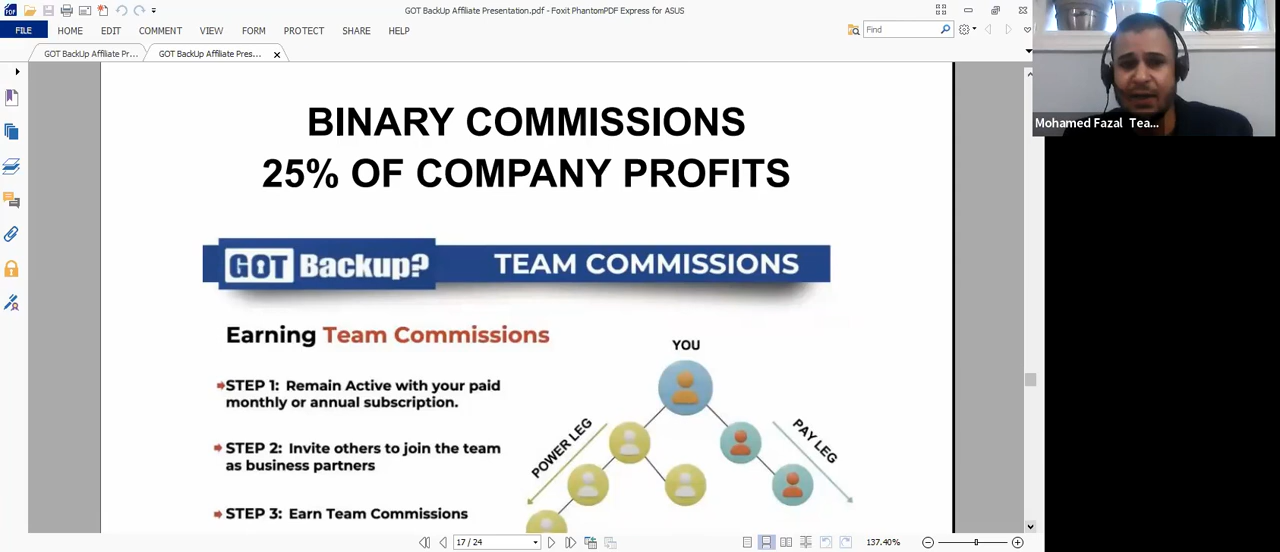 GOT BackUp Affiliate Presentation.pdf - Foxit PhantomPDF Express for ASUS
FILE HOME EDIT COMMENT VIEW FORM PROTECT SHARE HELP
Find
GOT BackUp Affiliate Pr...
GOT BackUp Affiliate Pres...
BINARY COMMISSIONS
25% OF COMPANY PROFITS
GOT Backup?
TEAM COMMISSIONS
Earning Team Commissions
STEP 1: Remain Active with your paid
monthly or annual subscription.
STEP 2: Invite others to join the team
as business partners
STEP 3: Earn Team Commissions
YOU
POWER LEG
PAY LEG
17 / 24
137.40%
Mohamed Fazal Tea...